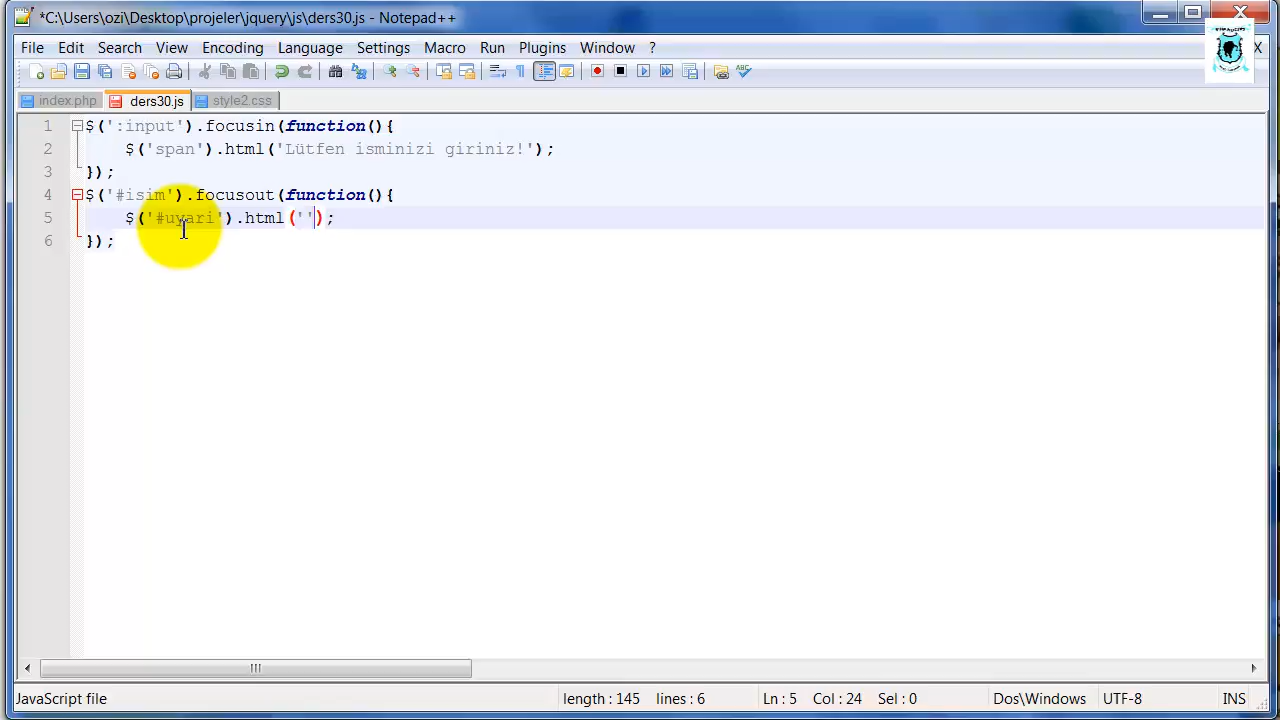 *C:\Users\ozi\Desktop\projeler\jquery\js\ders30.js - Notepad++
File Edit Search View Encoding Language Settings Macro Run Plugins Window ? X
index.php ders30.js style2.css
1 $(':input').focusin(function(){
2 $('span').html('Lütfen isminizi giriniz!');
3 });
4 $('#isim').focusout(function(){
5 $('#uyari').html('');
6 });
JavaScript file length : 145 lines : 6 Ln : 5 Col : 24 Sel : 0 Dos\Windows UTF-8 INS